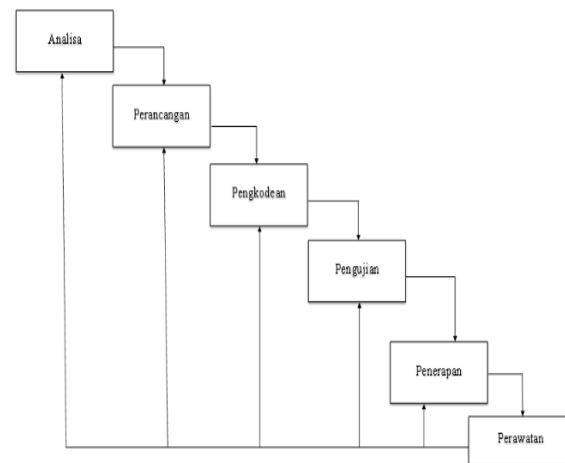 Analisa
Perancangan
Pengkodean
Pengujian
Penerapan
Perawatan